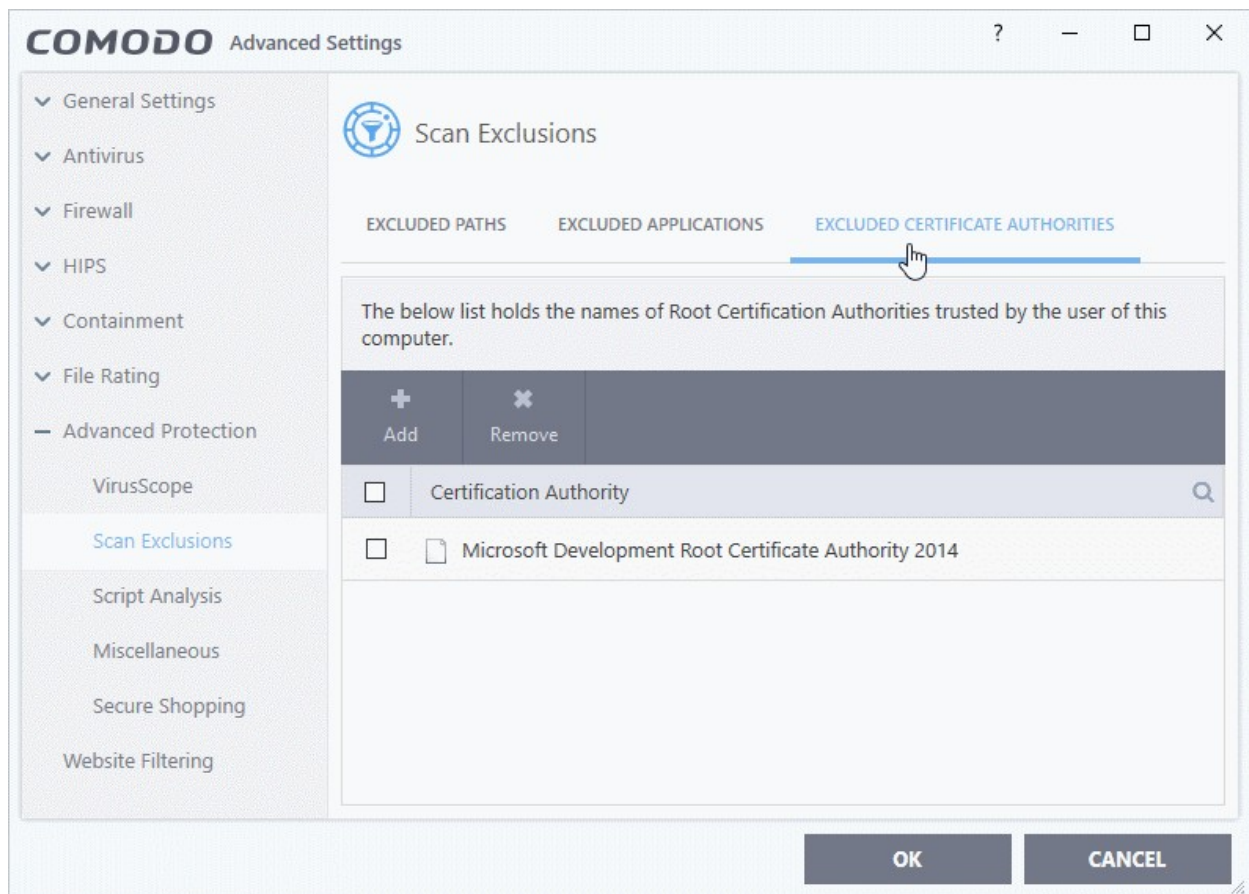 COMODO Advanced Settings
?
General Settings
Antivirus
Firewall
HIPS
Containment
File Rating
Advanced Protection
VirusScope
Scan Exclusions
Script Analysis
Miscellaneous
Secure Shopping
Website Filtering
Scan Exclusions
EXCLUDED PATHS EXCLUDED APPLICATIONS EXCLUDED CERTIFICATE AUTHORITIES
The below list holds the names of Root Certification Authorities trusted by the user of this
computer.
Add Remove
Certification Authority
Microsoft Development Root Certificate Authority 2014
OK CANCEL